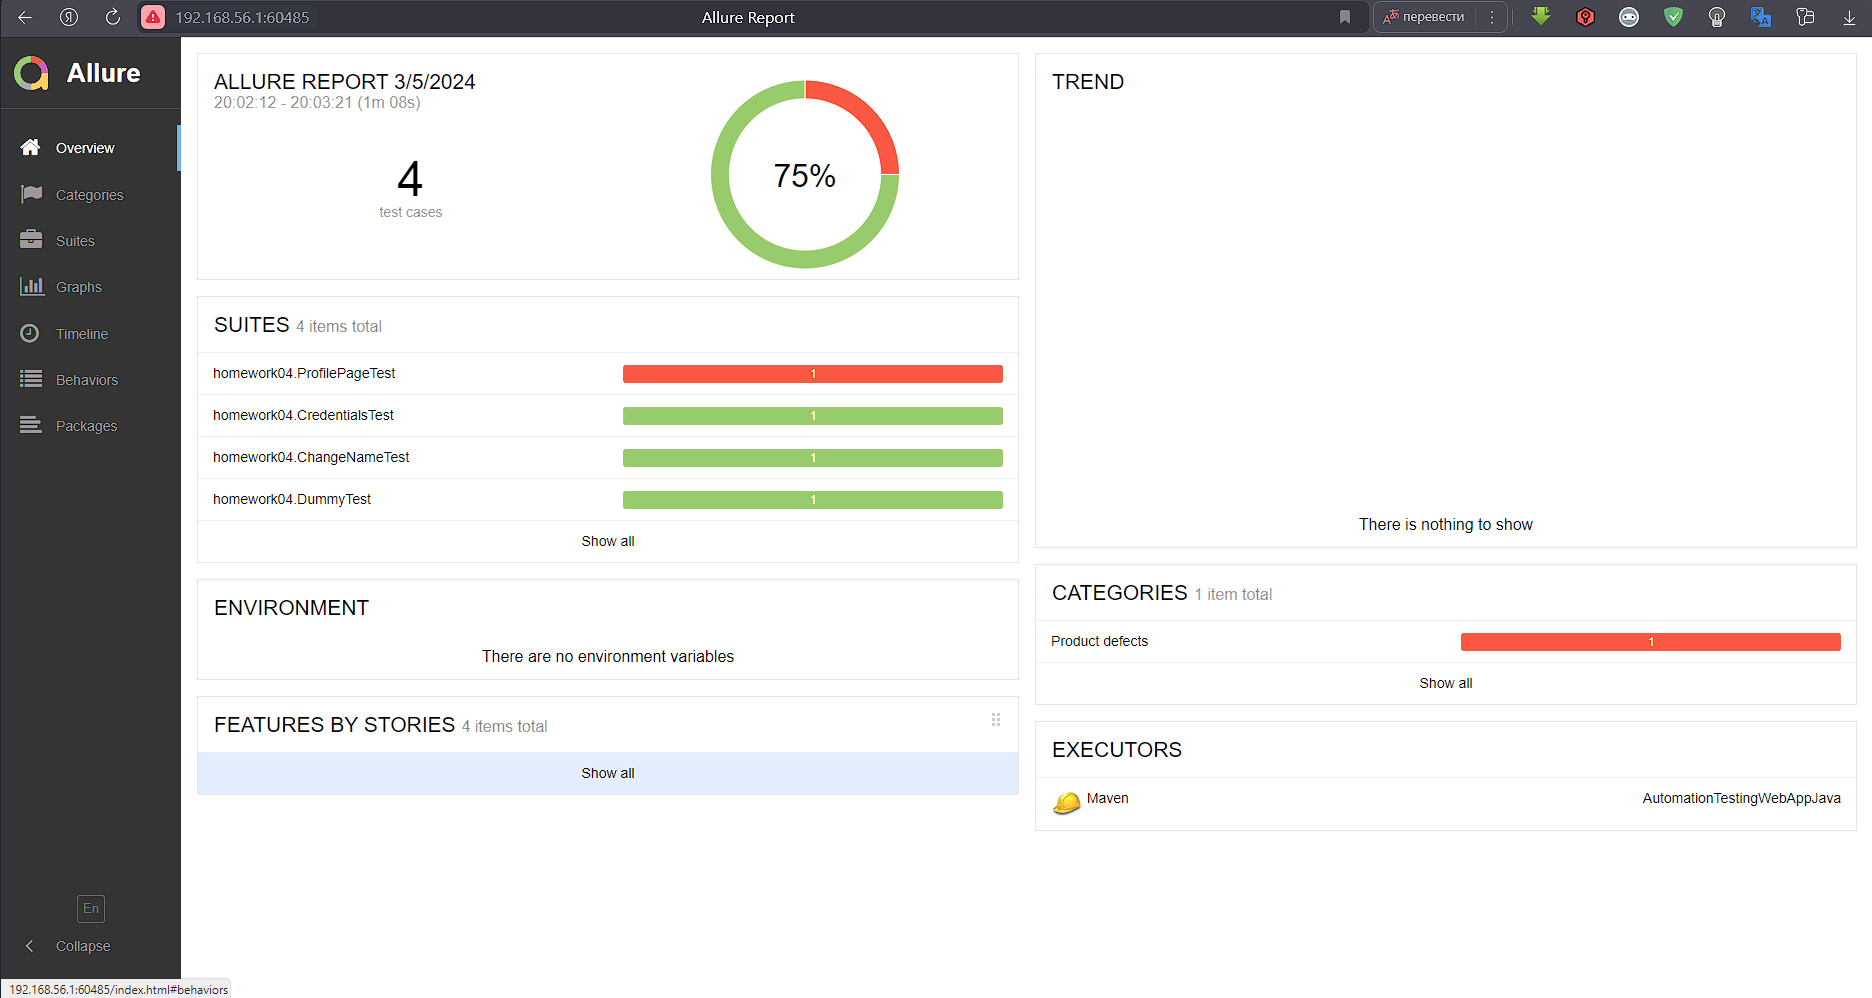 192.168.56.1:60485
Allure Report
перевести
Allure
Overview
Categories
Suites
Graphs
Timeline
Behaviors
Packages
En
Collapse
ALLURE REPORT 3/5/2024
20:02:12 - 20:03:21 (1m 08s)
4
test cases
75%
SUITES 4 items total
homework04.ProfilePageTest 1
homework04.CredentialsTest 1
homework04.ChangeNameTest 1
homework04.DummyTest 1
Show all
ENVIRONMENT
There are no environment variables
FEATURES BY STORIES 4 items total
Show all
TREND
There is nothing to show
CATEGORIES 1 item total
Product defects 1
Show all
EXECUTORS
Maven AutomationTestingWebAppJava
192.168.56.1:60485/index.html#behaviors